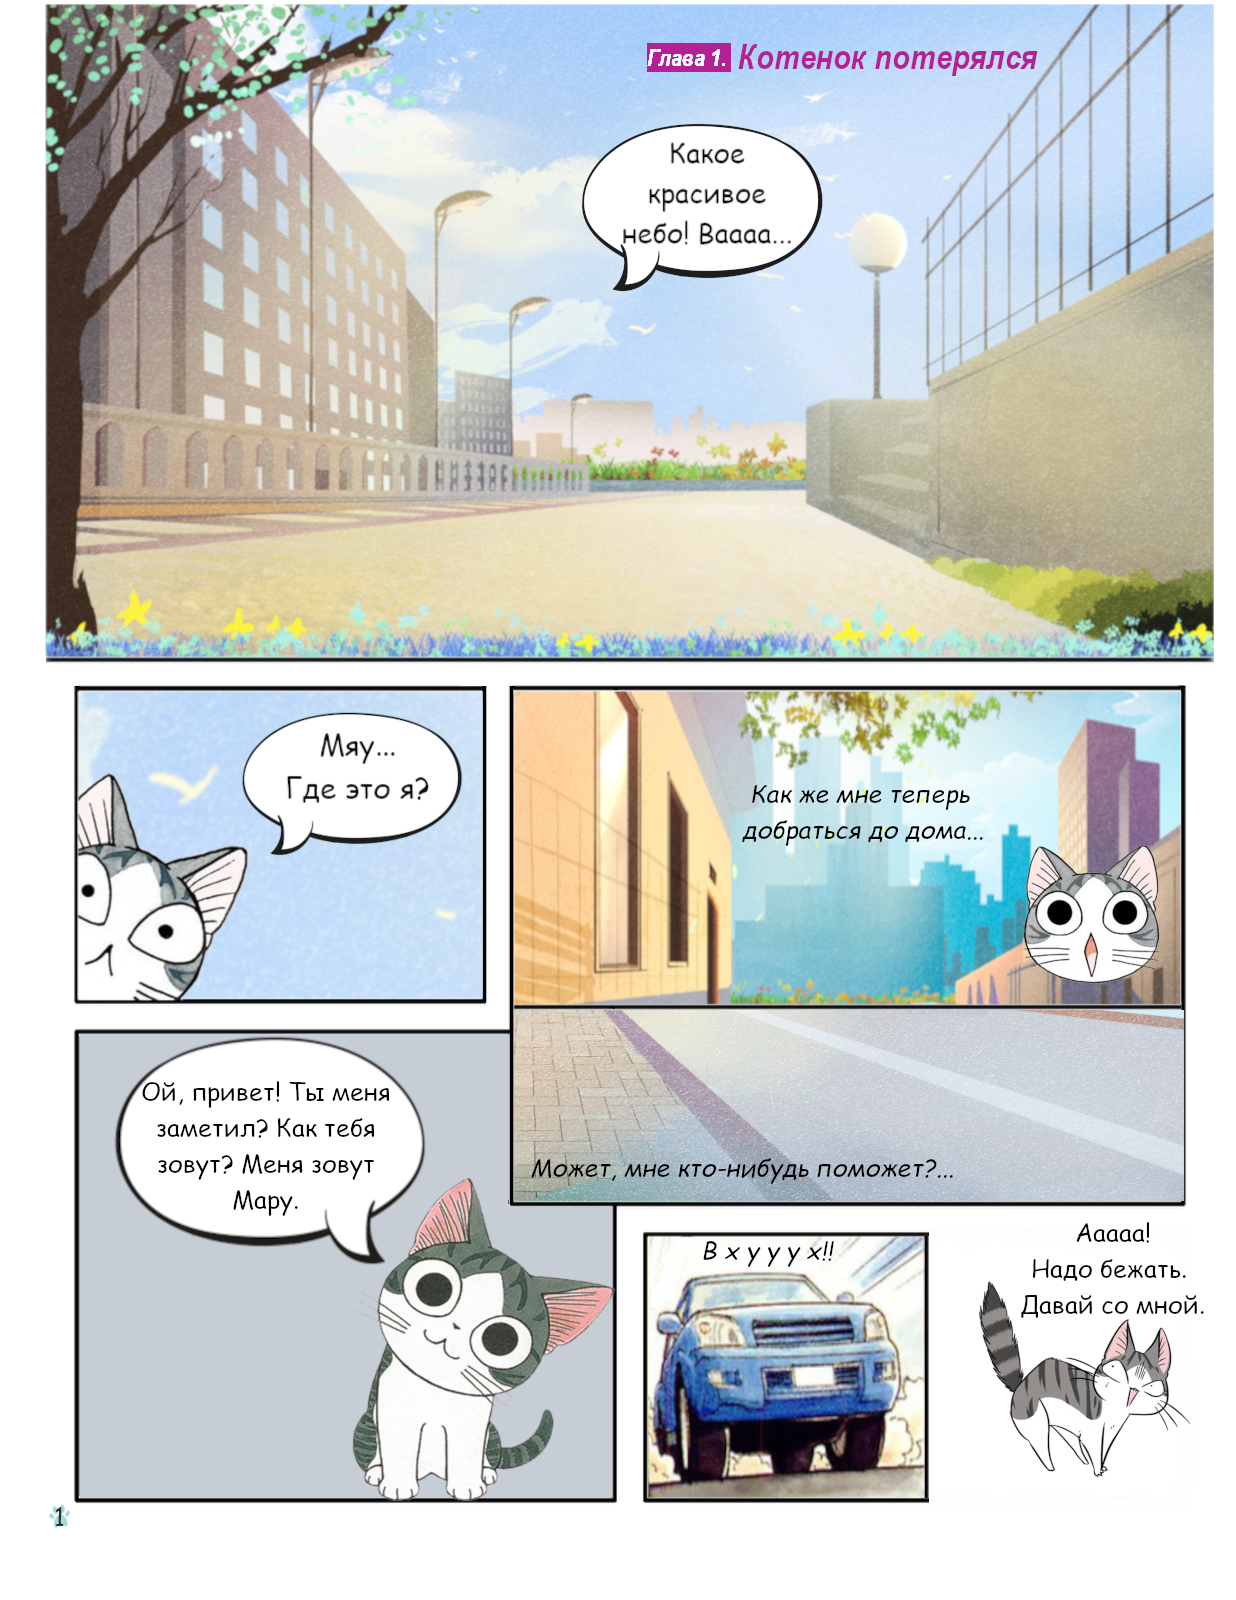 Глава 1. Котенок потерялся
Какое
красивое
небо! Ваааа...
Мяу...
Где это я?
Как же мне теперь
добраться до дома...
Может, мне кто-нибудь поможет?...
Ой, привет! Ты меня
заметил? Как тебя
зовут? Меня зовут
Мару.
В х у у у х!!
Ааааа!
Надо бежать.
Давай со мной.
1